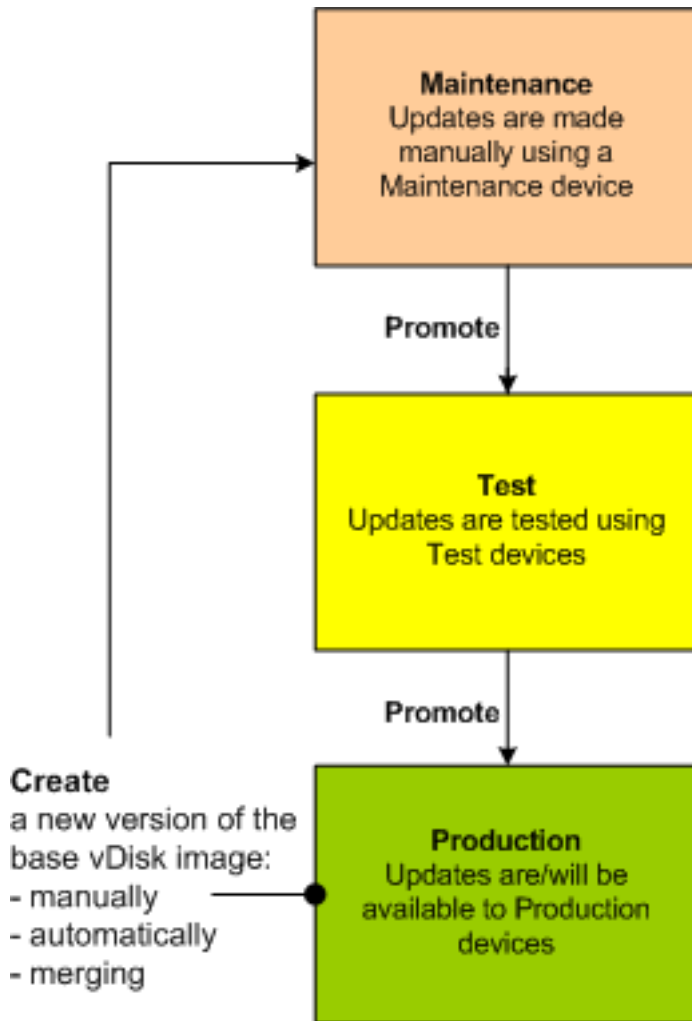 Maintenance
Updates are made
manually using a
Maintenance device
Promote
Test
Updates are tested using
Test devices
Promote
Production
Updates are/will be
available to Production
devices
Create
a new version of the
base vDisk image:
- manually
- automatically
- merging